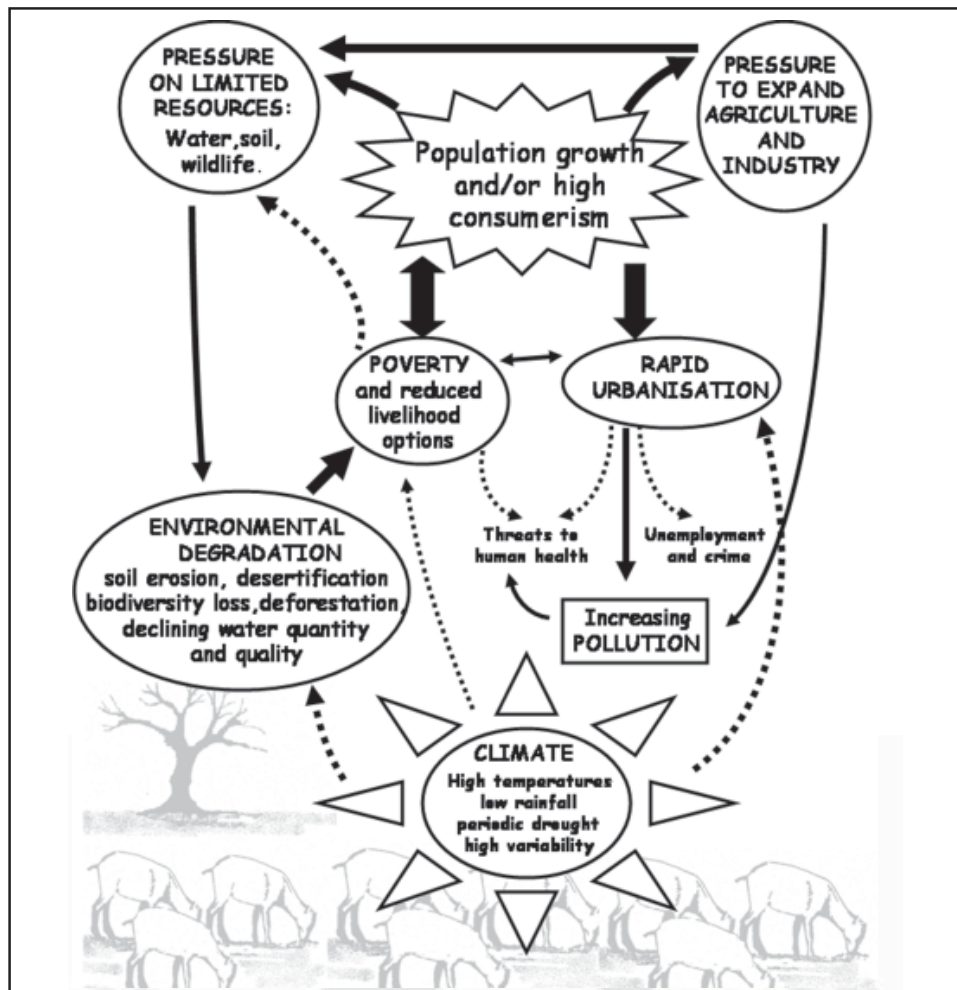 PRESSURE
ON LIMITED
RESOURCES:
Water,soil,
wildlife.
Population growth
and/or high
consumerism
PRESSURE
TO EXPAND
AGRICULTURE
AND
INDUSTRY
POVERTY
and reduced
livelihood
options
RAPID
URBANISATION
ENVIRONMENTAL
DEGRADATION
soil erosion, desertification
biodiversity loss,deforestation,
declining water quantity
and quality
Threats to
human health
Unemployment
and crime
Increasing
POLLUTION
CLIMATE
High temperatures
low rainfall
periodic drought
high variability